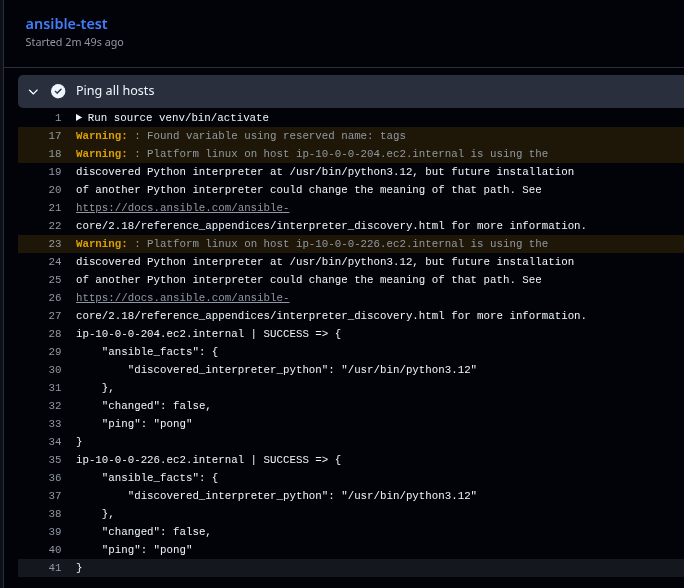 ansible-test
Started 2m 49s ago
Ping all hosts
1 ▶ Run source venv/bin/activate
17 Warning: : Found variable using reserved name: tags
18 Warning: : Platform linux on host ip-10-0-0-204.ec2.internal is using the
19 discovered Python interpreter at /usr/bin/python3.12, but future installation
20 of another Python interpreter could change the meaning of that path. See
21 https://docs.ansible.com/ansible-
22 core/2.18/reference_appendices/interpreter_discovery.html for more information.
23 Warning: : Platform linux on host ip-10-0-0-226.ec2.internal is using the
24 discovered Python interpreter at /usr/bin/python3.12, but future installation
25 of another Python interpreter could change the meaning of that path. See
26 https://docs.ansible.com/ansible-
27 core/2.18/reference_appendices/interpreter_discovery.html for more information.
28 ip-10-0-0-204.ec2.internal | SUCCESS => {
29     "ansible_facts": {
30         "discovered_interpreter_python": "/usr/bin/python3.12"
31     },
32     "changed": false,
33     "ping": "pong"
34 }
35 ip-10-0-0-226.ec2.internal | SUCCESS => {
36     "ansible_facts": {
37         "discovered_interpreter_python": "/usr/bin/python3.12"
38     },
39     "changed": false,
40     "ping": "pong"
41 }